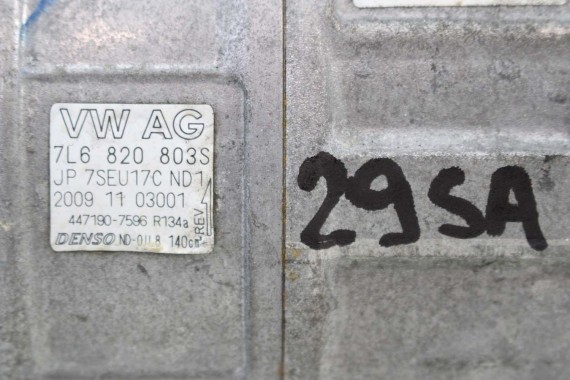 VW AG
7L6 820 803S
JP 7SEU17C ND1
2009 11 03001
447190-7596 R134a
DENSO ND-OIL8 140cm³
REV
29SA